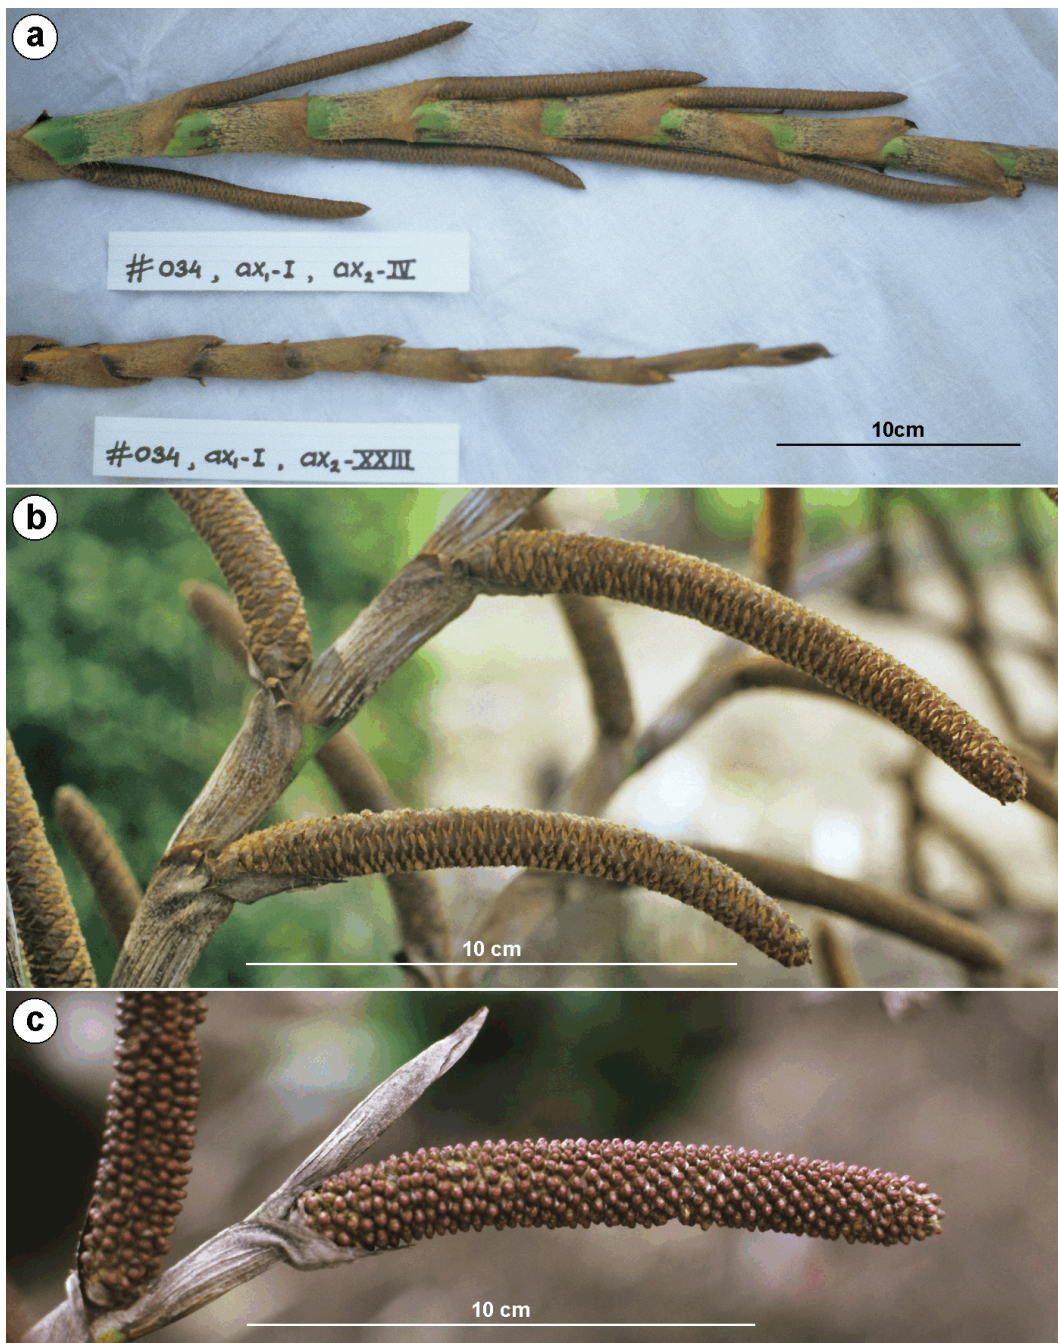 a
#034, ax₁-I, ax₂-IV
#034, ax₁-I, ax₂-XXIII
10cm
b
10 cm
c
10 cm